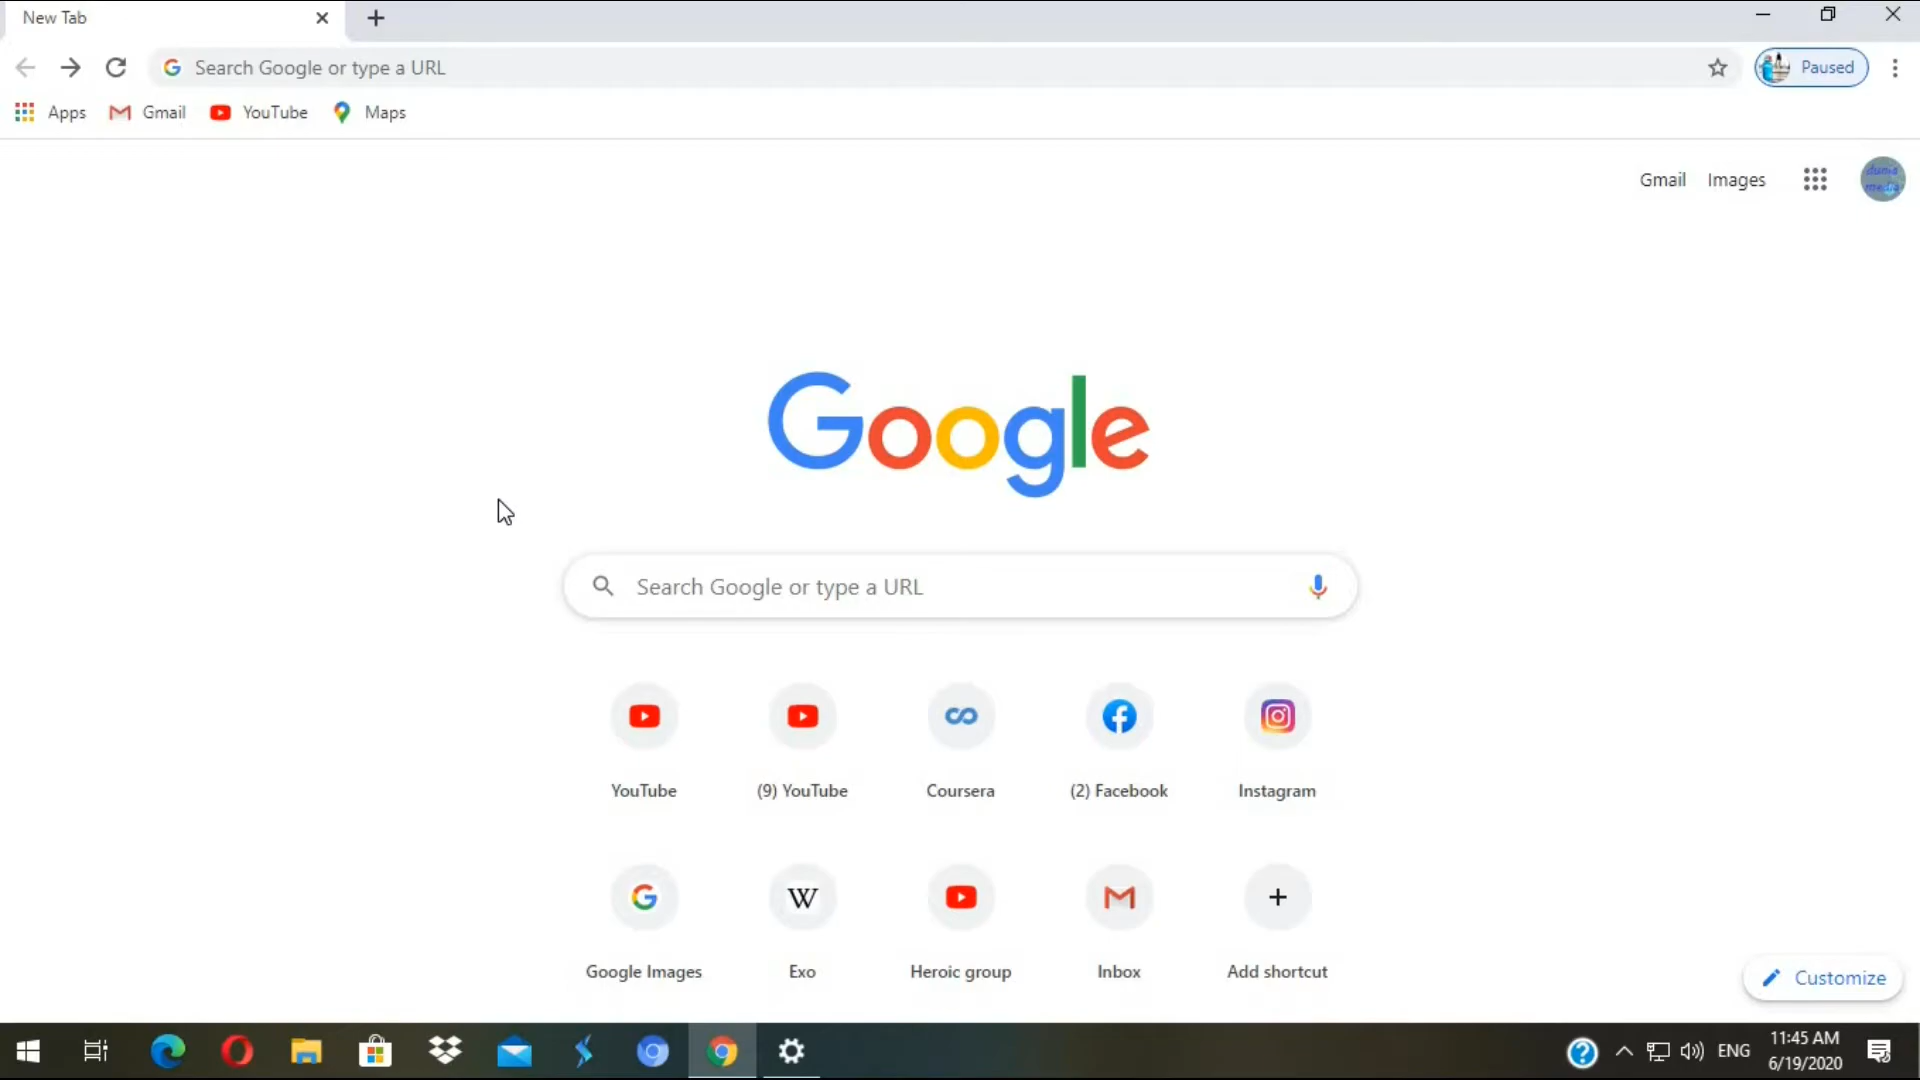 New Tab
Search Google or type a URL
Paused
Apps
Gmail
YouTube
Maps
Gmail
Images
dunia
media
Google
Search Google or type a URL
YouTube
(9) YouTube
Coursera
(2) Facebook
Instagram
W
Google Images
Exo
Heroic group
Inbox
Add shortcut
Customize
ENG
11:45 AM
6/19/2020